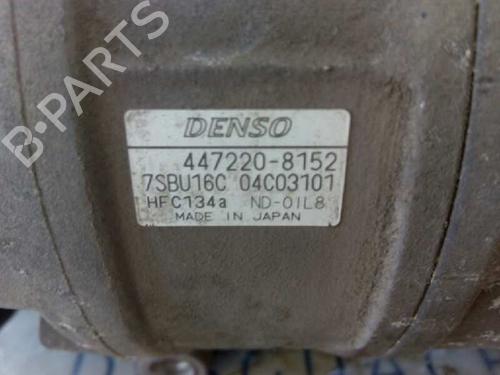 B-PARTS
DENSO
447220-8152
7SBU16C 04C03101
HFC134a ND-OIL8
MADE IN JAPAN